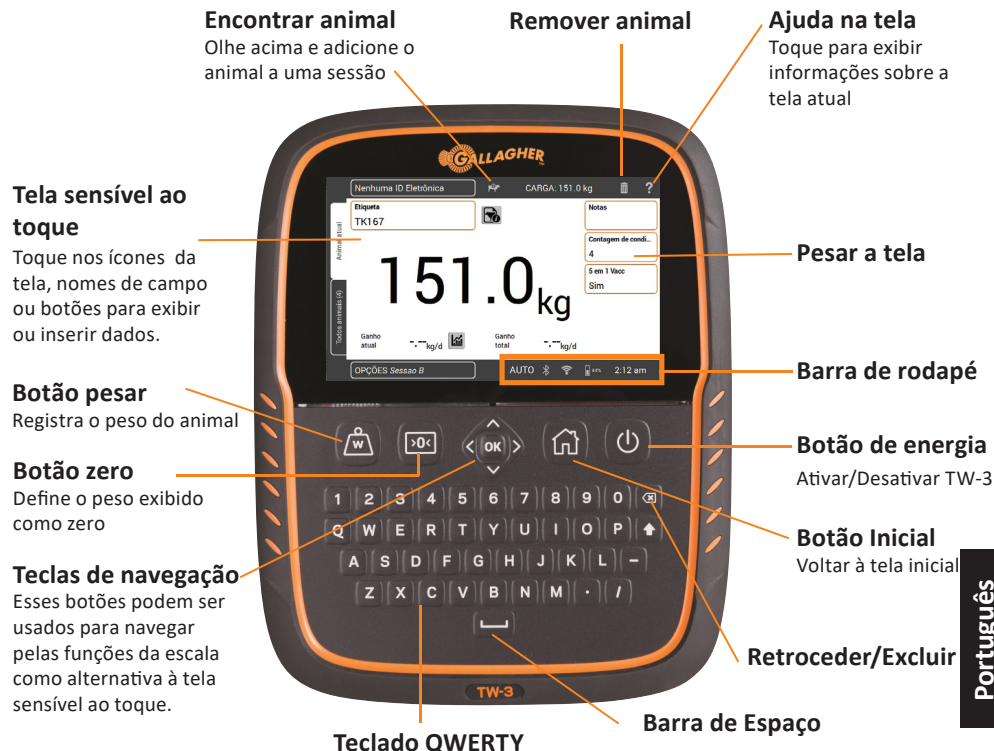 Encontrar animal
Olhe acima e adicione o
animal a uma sessão
Remover animal
Ajuda na tela
Toque para exibir
informações sobre a
tela atual
GALLAGHER
Nenhuma ID Eletrônica
CARGA: 151.0 kg
?
Etiqueta
TK167
Notas
Contagem de condi...
4
5 em 1 Vacc
Sim
Animal atual
Todos animais (4)
151.0kg
Ganho
atual
-.--kg/d
Ganho
total
-.--kg/d
OPÇÕES Sessao B
AUTO
44%
2:12 am
Tela sensível ao
toque
Toque nos ícones da
tela, nomes de campo
ou botões para exibir
ou inserir dados.
Pesar a tela
Barra de rodapé
Botão pesar
Registra o peso do animal
Botão zero
Define o peso exibido
como zero
Teclas de navegação
Esses botões podem ser
usados para navegar
pelas funções da escala
como alternativa à tela
sensível ao toque.
W
>0<
OK
Botão de energia
Ativar/Desativar TW-3
Botão Inicial
Voltar à tela inicial
1 2 3 4 5 6 7 8 9 0
Q W E R T Y U I O P
A S D F G H J K L -
Z X C V B N M . /
TW-3
Retroceder/Excluir
Barra de Espaço
Teclado QWERTY
Português